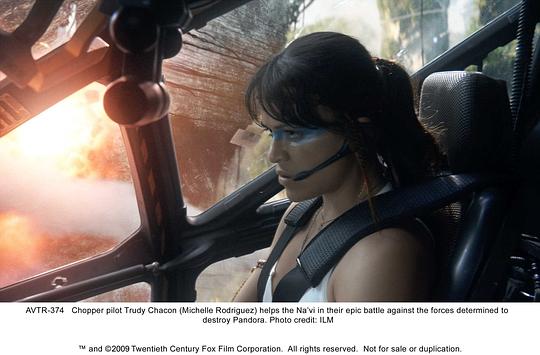 AVTR-374 Chopper pilot Trudy Chacon (Michelle Rodriguez) helps the Na'vi in their epic battle against the forces determined to
destroy Pandora. Photo credit: ILM
™ and ©2009 Twentieth Century Fox Film Corporation. All rights reserved. Not for sale or duplication.